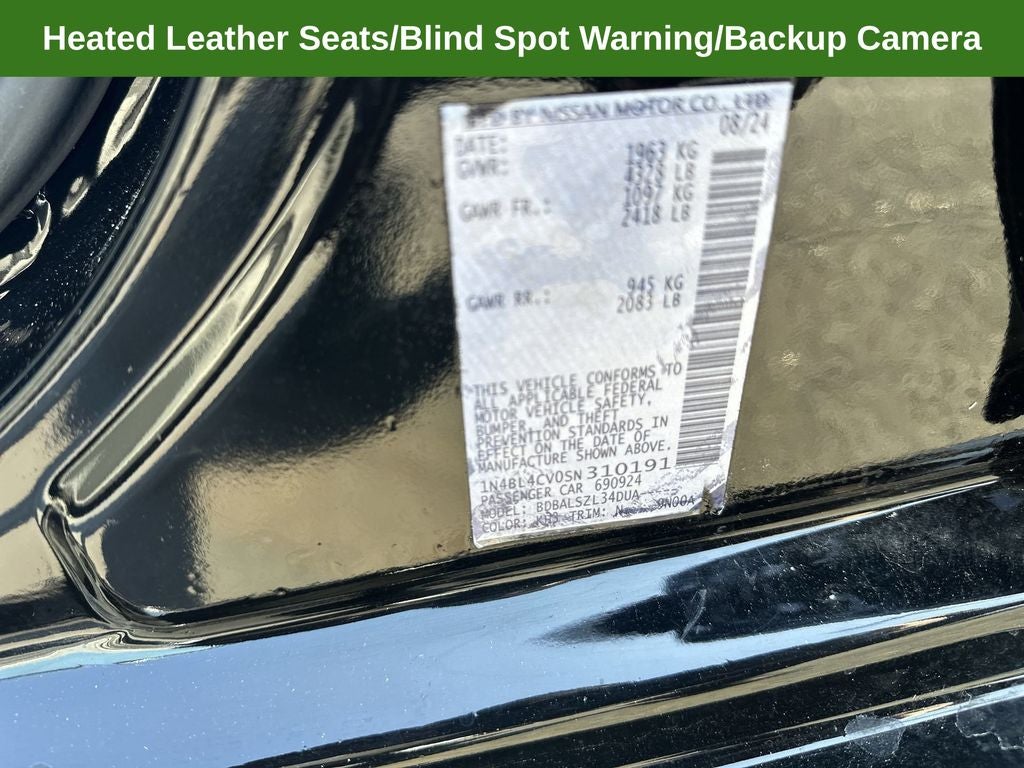 Heated Leather Seats/Blind Spot Warning/Backup Camera
BY NISSAN MOTOR CO., LTD.
DATE: 08/24
GVWR: 1963 KG
4328 LB
GAWR FR.: 1097 KG
2418 LB
GAWR RR.: 945 KG
2083 LB
THIS VEHICLE CONFORMS TO
ALL APPLICABLE FEDERAL
MOTOR VEHICLE SAFETY,
BUMPER, AND THEFT
PREVENTION STANDARDS IN
EFFECT ON THE DATE OF
MANUFACTURE SHOWN ABOVE.
1N4BL4CV0SN310191
PASSENGER CAR 690924
MODEL: BDBALSZL34DUA-----
COLOR: TRIM: